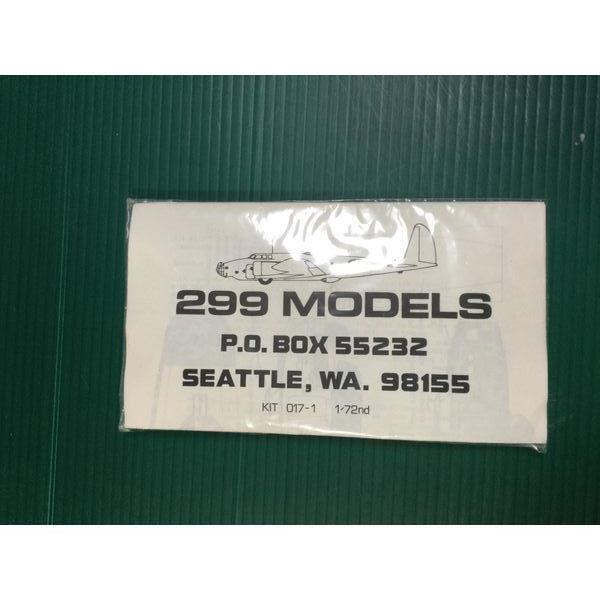 299 MODELS
P.O. BOX 55232
SEATTLE, WA. 98155
KIT 017-1 1/72nd